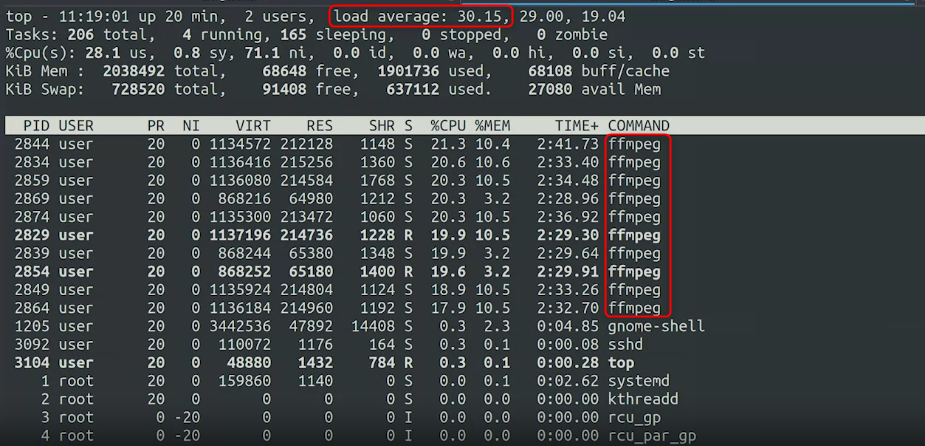 top - 11:19:01 up 20 min,  2 users,  load average: 30.15, 29.00, 19.04
Tasks: 206 total,   4 running, 165 sleeping,   0 stopped,   0 zombie
%Cpu(s): 28.1 us,  0.8 sy, 71.1 ni,  0.0 id,  0.0 wa,  0.0 hi,  0.0 si,  0.0 st
KiB Mem :  2038492 total,    68648 free,  1901736 used,    68108 buff/cache
KiB Swap:   728520 total,    91408 free,   637112 used.    27080 avail Mem
PID USER      PR  NI    VIRT    RES    SHR S  %CPU %MEM     TIME+ COMMAND
2844 user      20   0 1134572 212128   1148 S  21.3 10.4   2:41.73 ffmpeg
2834 user      20   0 1136416 215256   1360 S  20.6 10.6   2:33.40 ffmpeg
2859 user      20   0 1136080 214584   1768 S  20.3 10.5   2:34.48 ffmpeg
2869 user      20   0  868216  64980   1212 S  20.3  3.2   2:28.96 ffmpeg
2874 user      20   0 1135300 213472   1060 S  20.3 10.5   2:36.92 ffmpeg
2829 user      20   0 1137196 214736   1228 R  19.9 10.5   2:29.30 ffmpeg
2839 user      20   0  868244  65380   1348 S  19.9  3.2   2:29.64 ffmpeg
2854 user      20   0  868252  65180   1400 R  19.6  3.2   2:29.91 ffmpeg
2849 user      20   0 1135924 214804   1124 S  18.9 10.5   2:33.26 ffmpeg
2864 user      20   0 1136184 214960   1192 S  17.9 10.5   2:32.70 ffmpeg
1205 user      20   0 3442536  47892  14408 S   0.3  2.3   0:04.85 gnome-shell
3092 user      20   0  110072   1176    164 S   0.3  0.1   0:00.08 sshd
3104 user      20   0   48880   1432    784 R   0.3  0.1   0:00.28 top
1 root      20   0  159860   1140      0 S   0.0  0.1   0:02.62 systemd
2 root      20   0       0      0      0 S   0.0  0.0   0:00.00 kthreadd
3 root       0 -20       0      0      0 I   0.0  0.0   0:00.00 rcu_gp
4 root       0 -20       0      0      0 I   0.0  0.0   0:00.00 rcu_par_gp